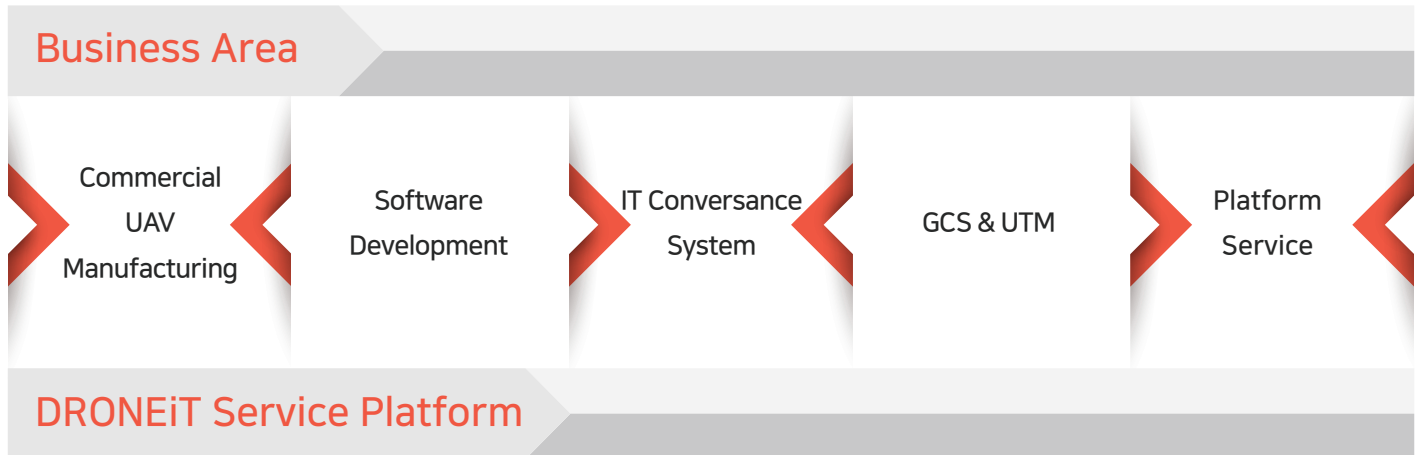 Business Area
Commercial
UAV
Manufacturing
Software
Development
IT Conversance
System
GCS & UTM
Platform
Service
DRONEiT Service Platform